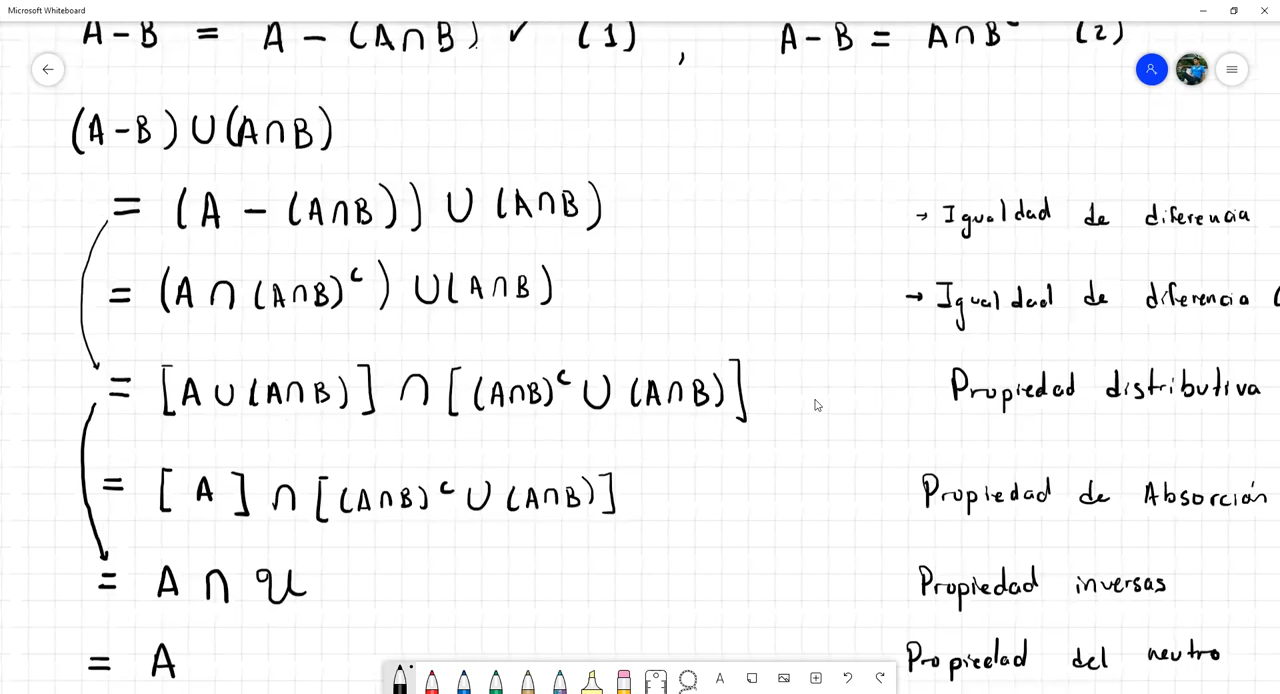 Microsoft Whiteboard
A - B = A - (A∩B) ✓ (1) , A - B = A∩Bᶜ (2)
(A-B) ∪ (A∩B)
= (A - (A∩B)) ∪ (A∩B) → Igualdad de diferencia
= (A ∩ (A∩B)ᶜ) ∪ (A∩B) → Igualdad de diferencia (
= [A ∪ (A∩B)] ∩ [(A∩B)ᶜ ∪ (A∩B)] Propiedad distributiva
= [A] ∩ [(A∩B)ᶜ ∪ (A∩B)] Propiedad de Absorción
= A ∩ 𝒰 Propiedad inversas
= A Propiedad del neutro